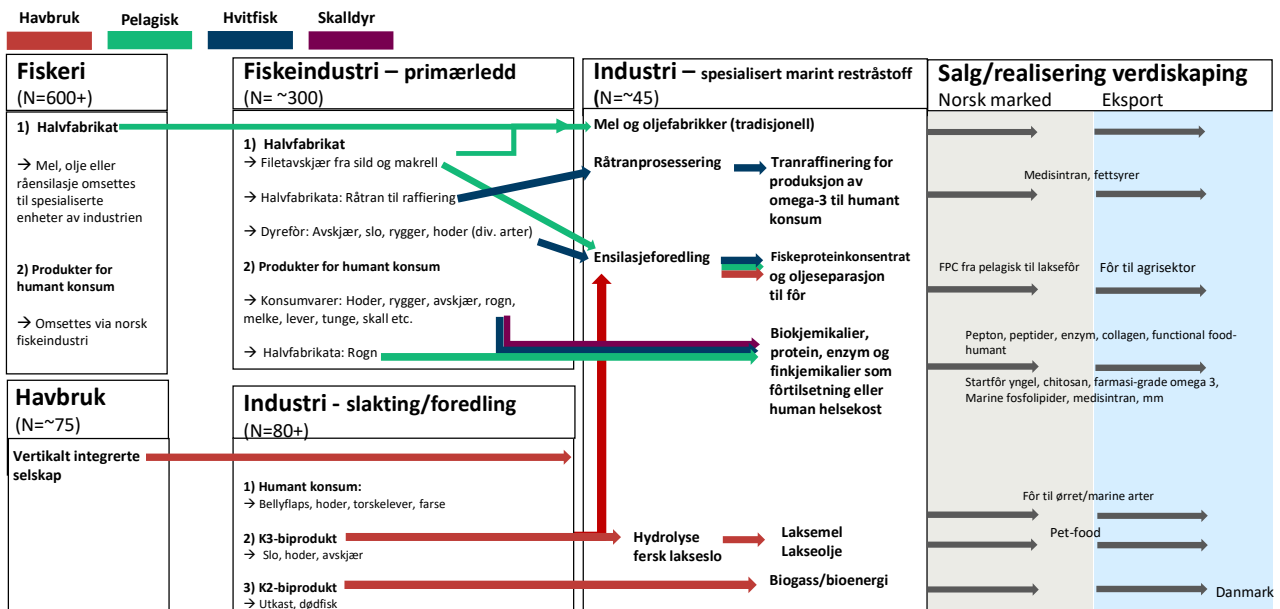 Havbruk
Pelagisk
Hvitfisk
Skalldyr
Fiskeri
(N=600+)
1) Halvfabrikat
→ Mel, olje eller
råensilasje omsettes
til spesialiserte
enheter av industrien
2) Produkter for
humant konsum
→ Omsettes via norsk
fiskeindustri
Fiskeindustri – primærledd
(N= ~300)
1) Halvfabrikat
→ Filetavskjær fra sild og makrell
→ Halvfabrikata: Råtran til raffiering
→ Dyrefòr: Avskjær, slo, rygger, hoder (div. arter)
2) Produkter for humant konsum
→ Konsumvarer: Hoder, rygger, avskjær, rogn,
melke, lever, tunge, skall etc.
→ Halvfabrikata: Rogn
Industri – spesialisert marint restråstoff
(N=~45)
Mel og oljefabrikker (tradisjonell)
Råtranprosessering
Tranraffinering for
produksjon av
omega-3 til humant
konsum
Ensilasjeforedling
Fiskeproteinkonsentrat
og oljeseparasjon
til fôr
Biokjemikalier,
protein, enzym og
finkjemikalier som
fôrtilsetning eller
human helsekost
Salg/realisering verdiskaping
Norsk marked
Eksport
Medisintran, fettsyrer
FPC fra pelagisk til laksefôr
Fôr til agrisektor
Pepton, peptider, enzym, collagen, functional food-
humant
Startfôr yngel, chitosan, farmasi-grade omega 3,
Marine fosfolipider, medisintran, mm
Havbruk
(N=~75)
Vertikalt integrerte
selskap
Industri - slakting/foredling
(N=80+)
1) Humant konsum:
→ Bellyflaps, hoder, torskelever, farse
2) K3-biprodukt
→ Slo, hoder, avskjær
3) K2-biprodukt
→ Utkast, dødfisk
Hydrolyse
fersk lakseslo
Laksemel
Lakseolje
Biogass/bioenergi
Fôr til ørret/marine arter
Pet-food
Danmark